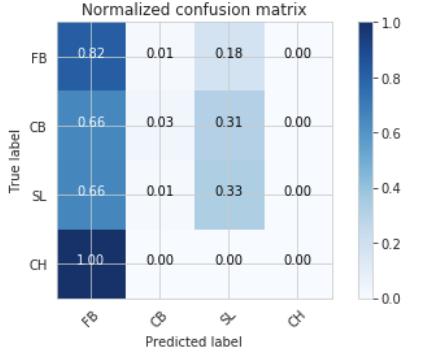 Normalized confusion matrix
FB 0.82 0.01 0.18 0.00
CB 0.66 0.03 0.31 0.00
SL 0.66 0.01 0.33 0.00
CH 1.00 0.00 0.00 0.00
True label
FB CB SL CH
Predicted label
1.0
0.8
0.6
0.4
0.2
0.0